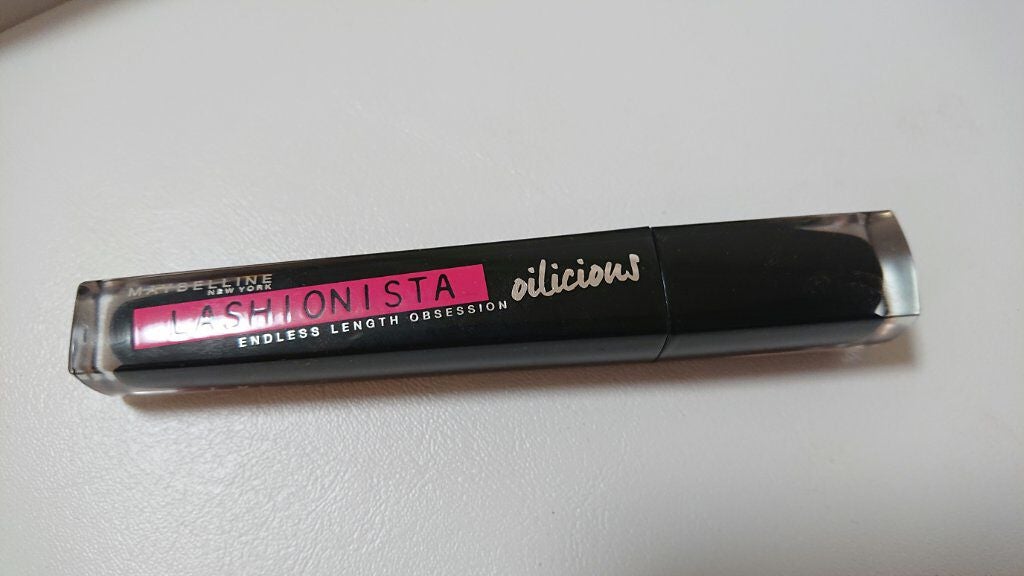 MAYBELLINE
NEW YORK
LASHIONISTA
oilicious
ENDLESS LENGTH OBSESSION